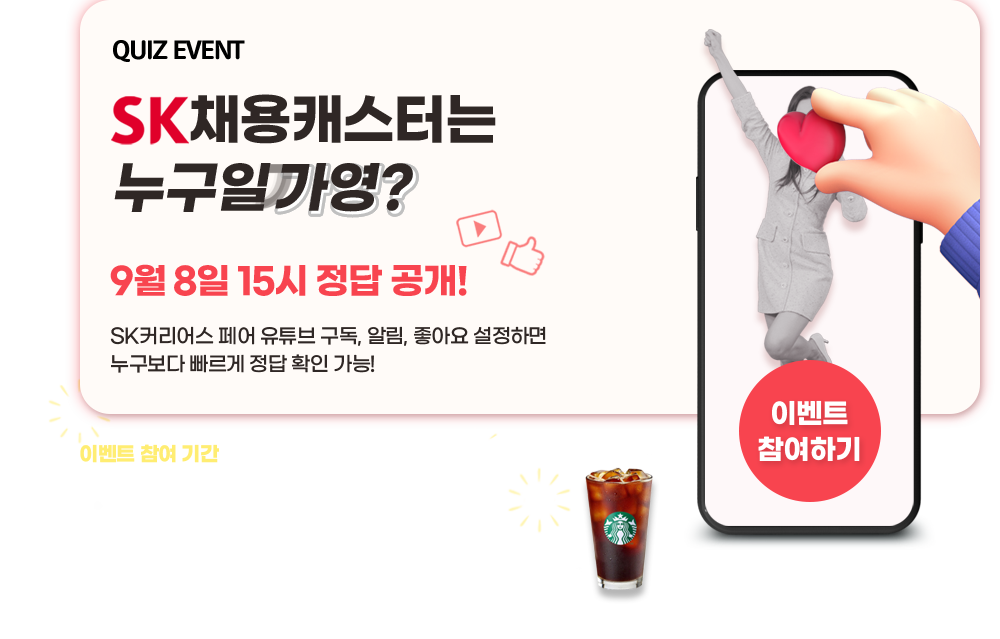 QUIZ EVENT
SK채용캐스터는
누구일가영?
9월 8일 15시 정답 공개!
SK커리어스 페어 유튜브 구독, 알림, 좋아요 설정하면
누구보다 빠르게 정답 확인 가능!
이벤트
참여하기
이벤트 참여 기간